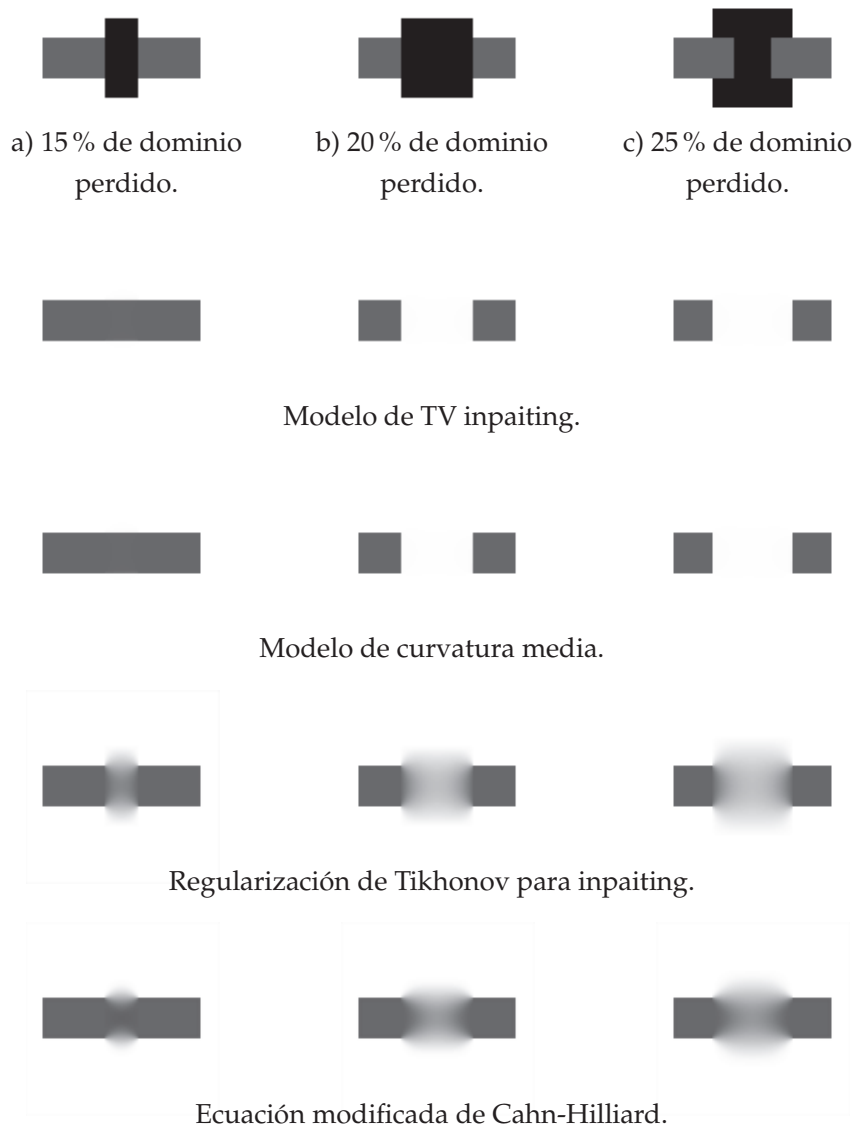 a) 15 % de dominio
perdido.
b) 20 % de dominio
perdido.
c) 25 % de dominio
perdido.
Modelo de TV inpaiting.
Modelo de curvatura media.
Regularización de Tikhonov para inpaiting.
Ecuación modificada de Cahn-Hilliard.